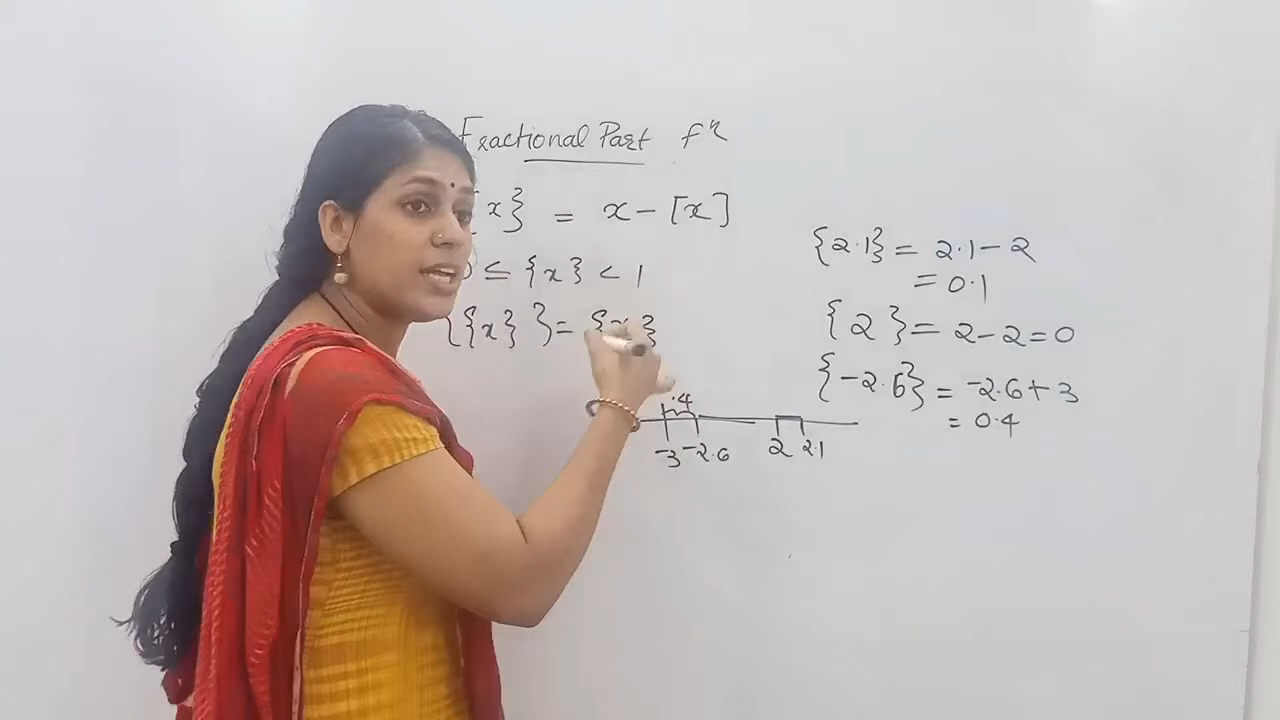 Fractional Part fⁿ
{x} = x - [x]
0 ≤ {x} < 1
{{x}} = {x}
.4
-3 -2.6 2 2.1
{2.1} = 2.1 - 2
= 0.1
{2} = 2 - 2 = 0
{-2.6} = -2.6 + 3
= 0.4